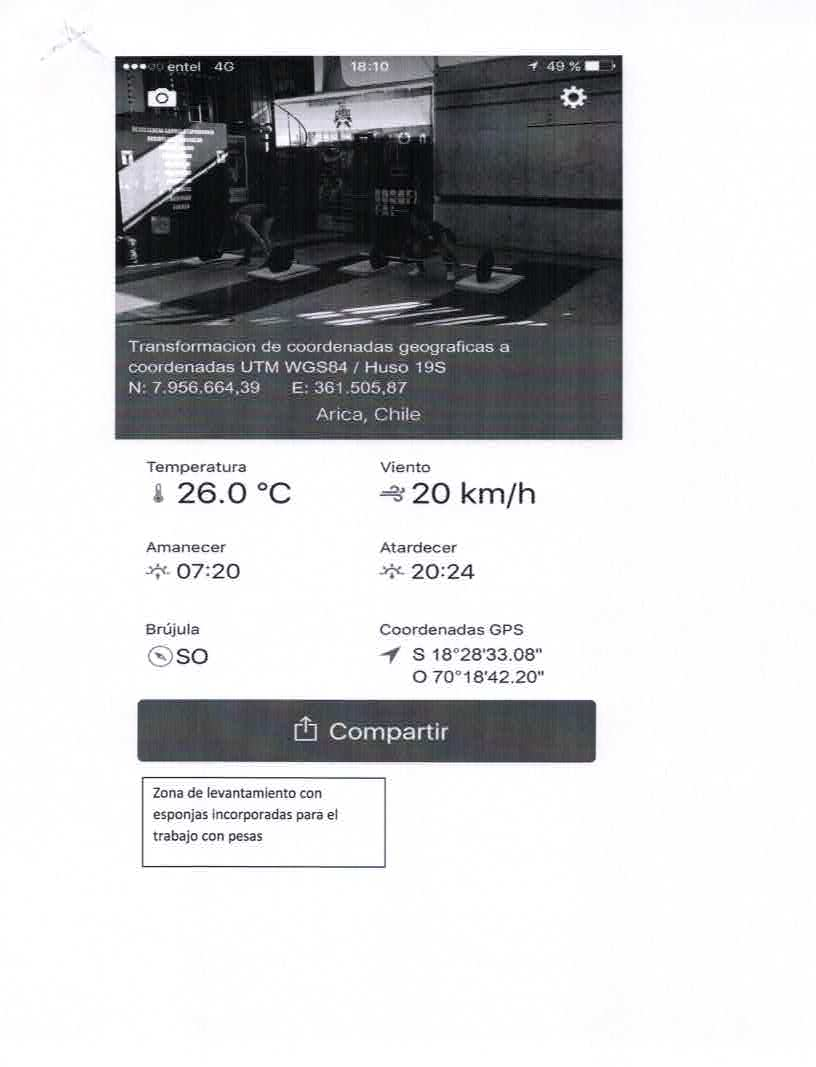 entel 4G 18:10 49 %
Transformacion de coordenadas geograficas a
coordenadas UTM WGS84 / Huso 19S
N: 7.956.664,39 E: 361.505,87
Arica, Chile
Temperatura Viento
26.0 °C 20 km/h
Amanecer Atardecer
07:20 20:24
Brújula Coordenadas GPS
SO S 18°28'33.08"
O 70°18'42.20"
Compartir
Zona de levantamiento con
esponjas incorporadas para el
trabajo con pesas